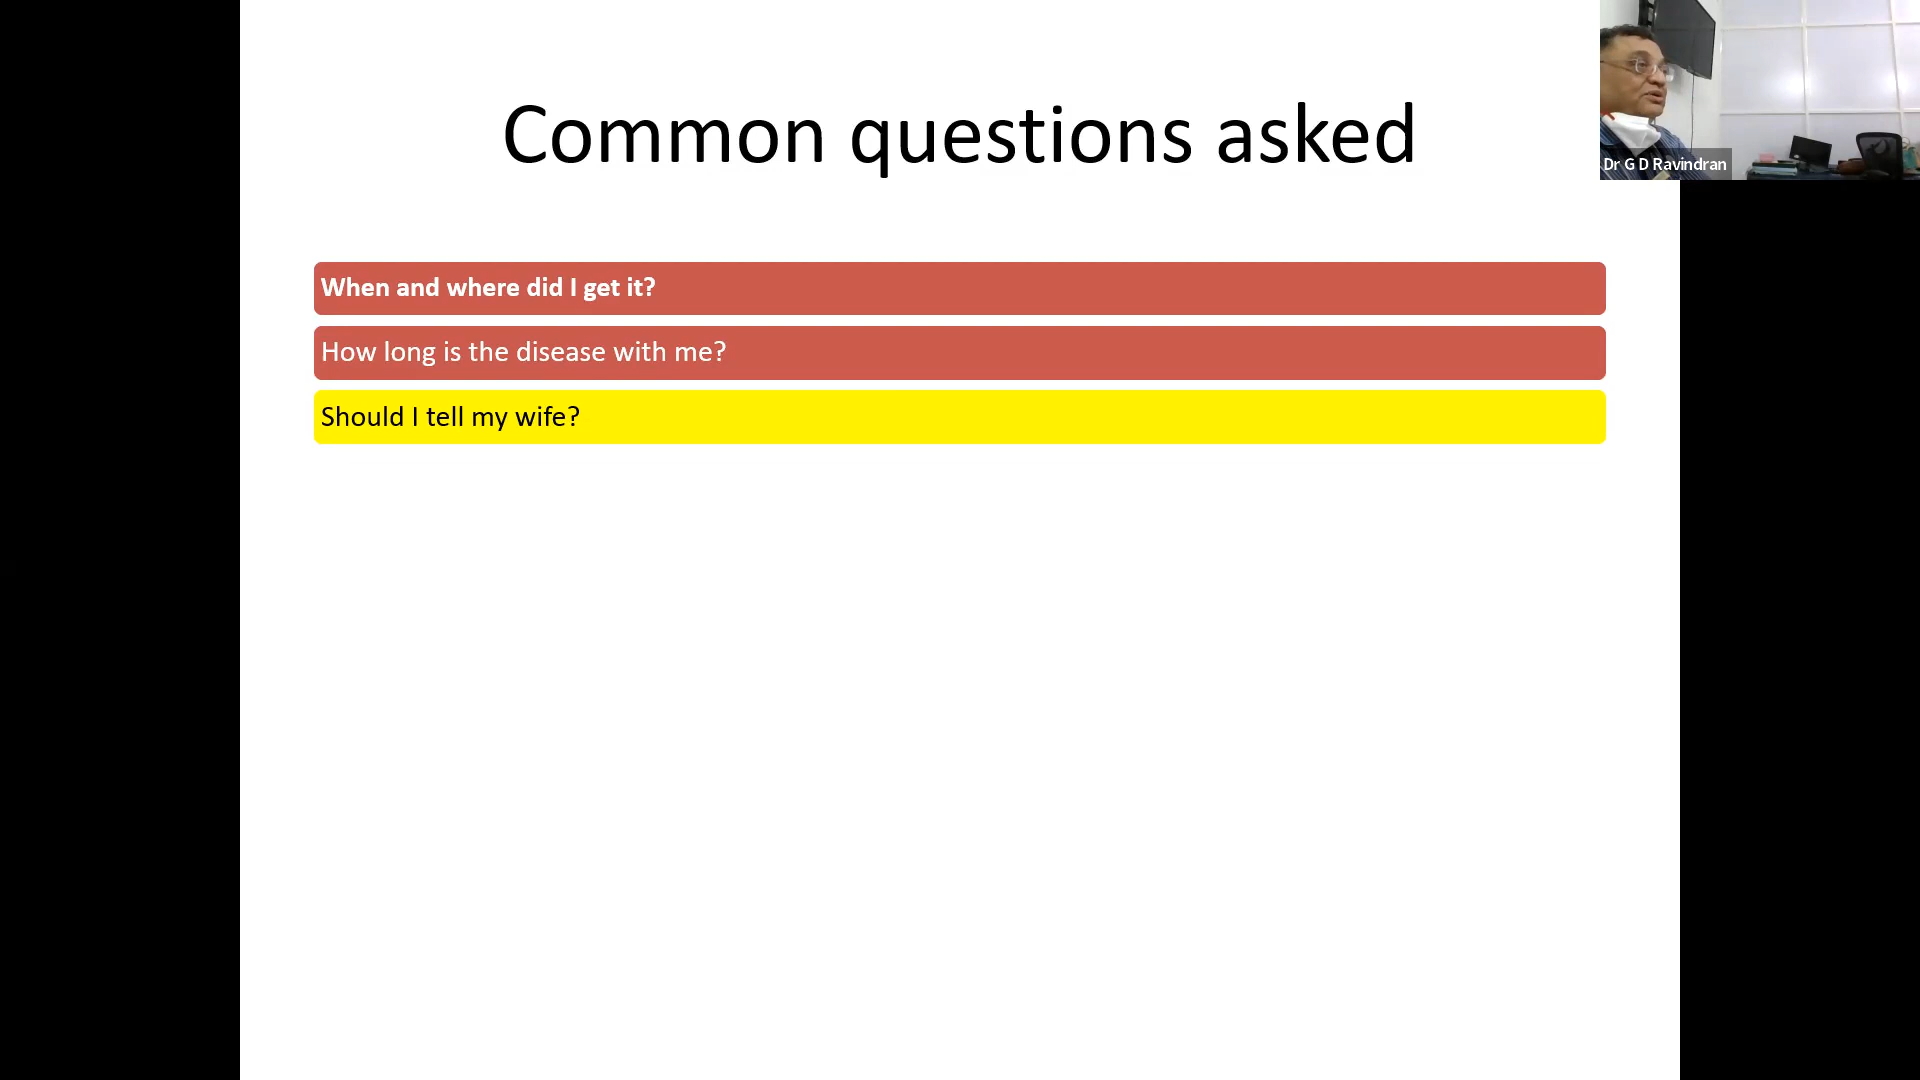 Common questions asked
Dr G D Ravindran
When and where did I get it?
How long is the disease with me?
Should I tell my wife?